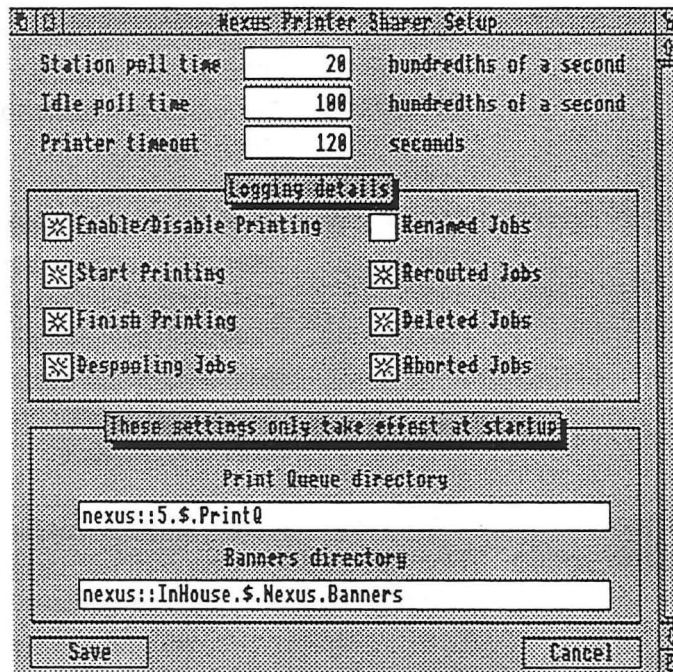 Nexus Printer Sharer Setup
Station poll time 20 hundredths of a second
Idle poll time 100 hundredths of a second
Printer timeout 120 seconds
Logging details
Enable/Disable Printing Renamed Jobs
Start Printing Rerouted Jobs
Finish Printing Deleted Jobs
Despooling Jobs Aborted Jobs
These settings only take effect at startup
Print Queue directory
nexus::5.$.PrintQ
Banners directory
nexus::InHouse.$.Nexus.Banners
Save Cancel